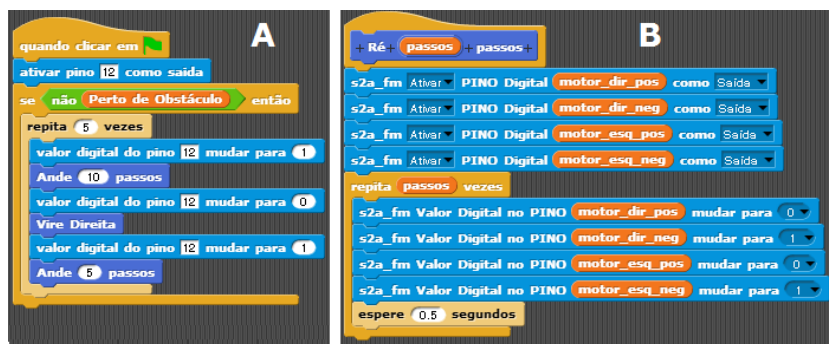 A
quando clicar em
ativar pino 12 como saída
se não Perto de Obstáculo então
repita 5 vezes
valor digital do pino 12 mudar para 1
Ande 10 passos
valor digital do pino 12 mudar para 0
Vire Direita
valor digital do pino 12 mudar para 1
Ande 5 passos
B
+ Ré + passos + passos +
s2a_fm Ativar PINO Digital motor_dir_pos como Saída
s2a_fm Ativar PINO Digital motor_dir_neg como Saída
s2a_fm Ativar PINO Digital motor_esq_pos como Saída
s2a_fm Ativar PINO Digital motor_esq_neg como Saída
repita passos vezes
s2a_fm Valor Digital no PINO motor_dir_pos mudar para 0
s2a_fm Valor Digital no PINO motor_dir_neg mudar para 1
s2a_fm Valor Digital no PINO motor_esq_pos mudar para 0
s2a_fm Valor Digital no PINO motor_esq_neg mudar para 1
espere 0.5 segundos